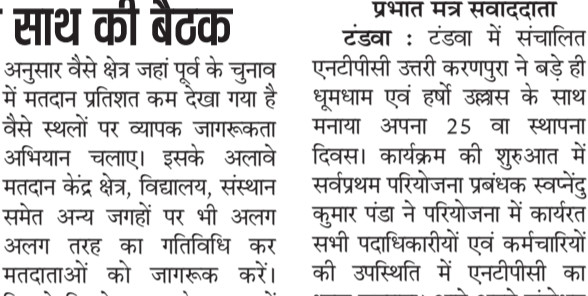 साथ की बैठक
अनुसार वैसे क्षेत्र जहां पूर्व के चुनाव
में मतदान प्रतिशत कम देखा गया है
वैसे स्थलों पर व्यापक जागरूकता
अभियान चलाए। इसके अलावे
मतदान केंद्र क्षेत्र, विद्यालय, संस्थान
समेत अन्य जगहों पर भी अलग
अलग तरह का गतिविधि कर
मतदाताओं को जागरूक करें।
प्रभात मंत्र संवाददाता
टंडवा : टंडवा में संचालित
एनटीपीसी उत्तरी करणपुरा ने बड़े ही
धूमधाम एवं हर्षो उल्लास के साथ
मनाया अपना 25 वा स्थापना
दिवस। कार्यक्रम की शुरुआत में
सर्वप्रथम परियोजना प्रबंधक स्वप्नेंदु
कुमार पंडा ने परियोजना में कार्यरत
सभी पदाधिकारीयों एवं कर्मचारियों
की उपस्थिति में एनटीपीसी का